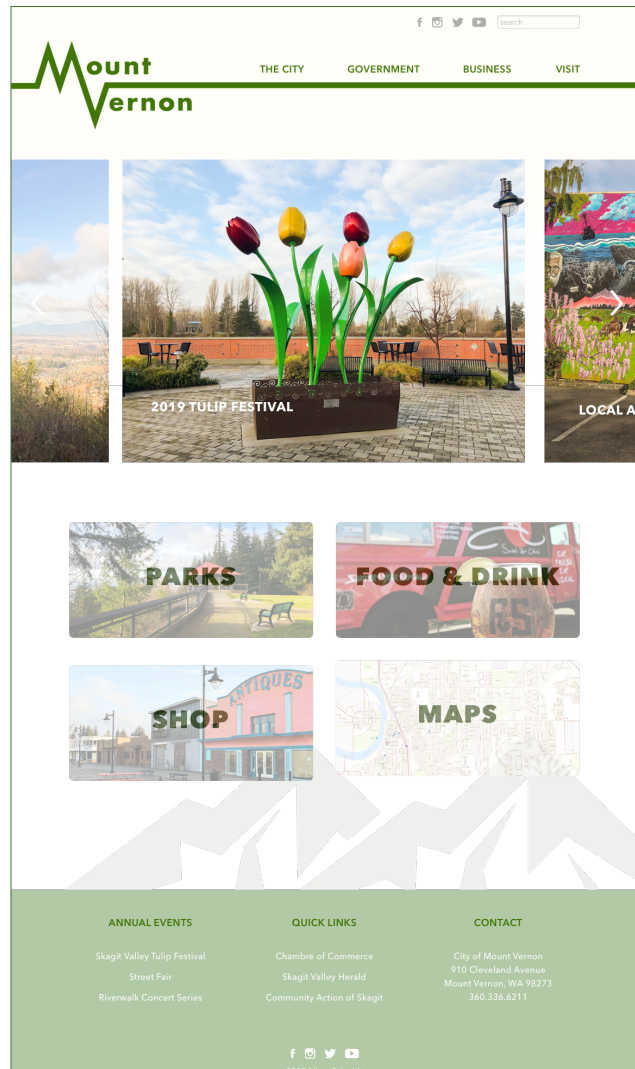 search
Mount
Vernon
THE CITY GOVERNMENT BUSINESS VISIT
2019 TULIP FESTIVAL
LOCAL A
PARKS
FOOD & DRINK
ANTIQUES
SHOP
MAPS
ANNUAL EVENTS
Skagit Valley Tulip Festival
Street Fair
Riverwalk Concert Series
QUICK LINKS
Chambre of Commerce
Skagit Valley Herald
Community Action of Skagit
CONTACT
City of Mount Vernon
910 Cleveland Avenue
Mount Vernon, WA 98273
360.336.6211